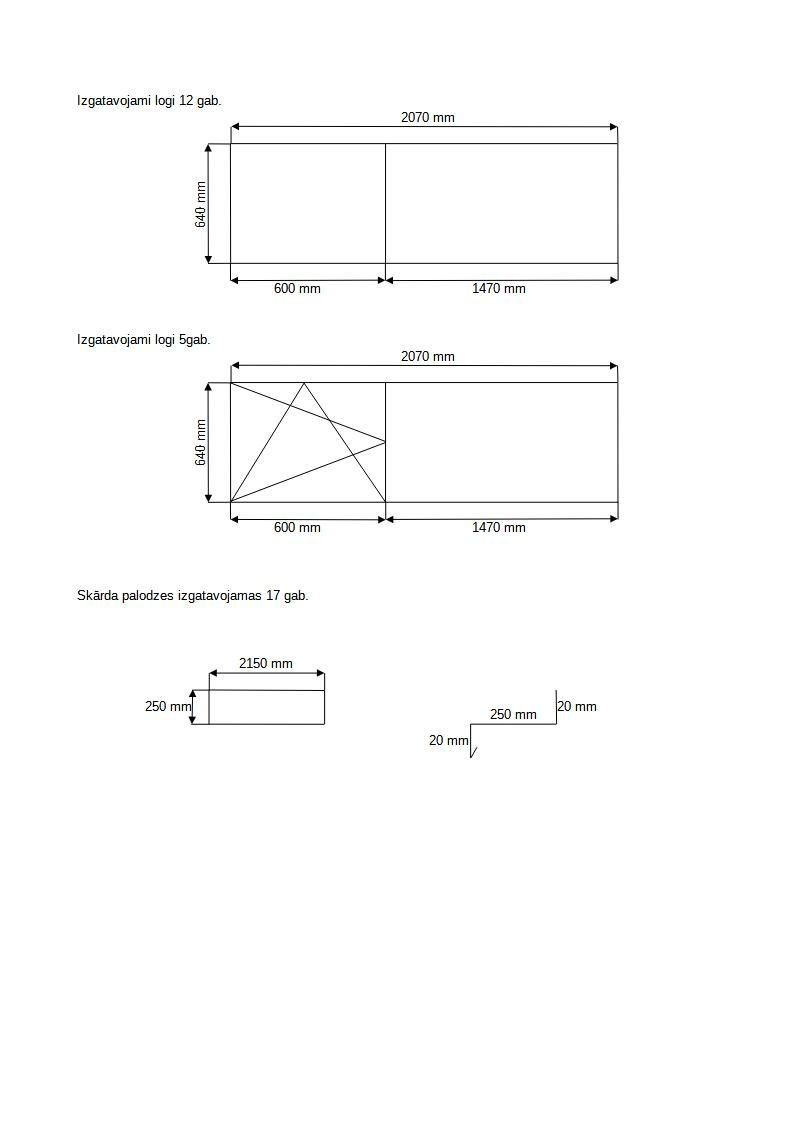 Izgatavojami logi 12 gab.
2070 mm
640 mm
600 mm
1470 mm
Izgatavojami logi 5gab.
2070 mm
640 mm
600 mm
1470 mm
Skārda palodzes izgatavojamas 17 gab.
2150 mm
250 mm
20 mm
250 mm
20 mm